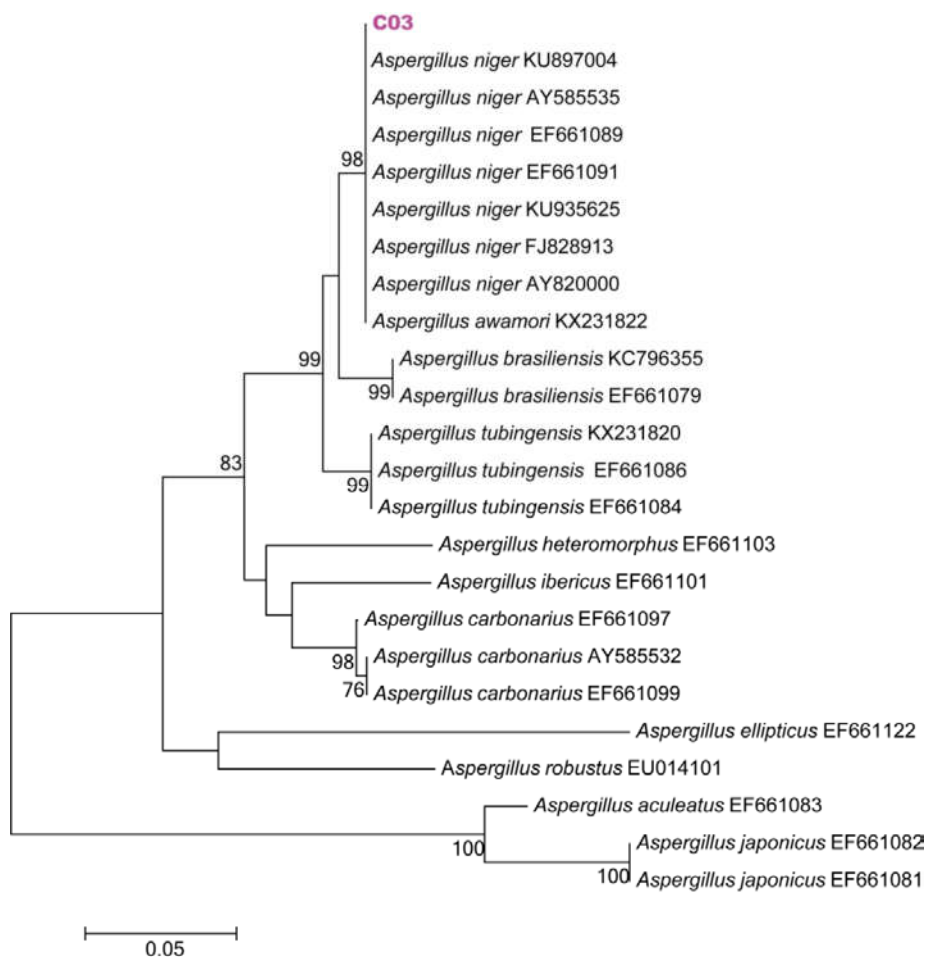 C03
Aspergillus niger KU897004
Aspergillus niger AY585535
Aspergillus niger EF661089
98
Aspergillus niger EF661091
Aspergillus niger KU935625
Aspergillus niger FJ828913
Aspergillus niger AY820000
Aspergillus awamori KX231822
99
Aspergillus brasiliensis KC796355
99
Aspergillus brasiliensis EF661079
Aspergillus tubingensis KX231820
83
Aspergillus tubingensis EF661086
99
Aspergillus tubingensis EF661084
Aspergillus heteromorphus EF661103
Aspergillus ibericus EF661101
Aspergillus carbonarius EF661097
98
Aspergillus carbonarius AY585532
76
Aspergillus carbonarius EF661099
Aspergillus ellipticus EF661122
Aspergillus robustus EU014101
Aspergillus aculeatus EF661083
100
Aspergillus japonicus EF661082
100
Aspergillus japonicus EF661081
0.05